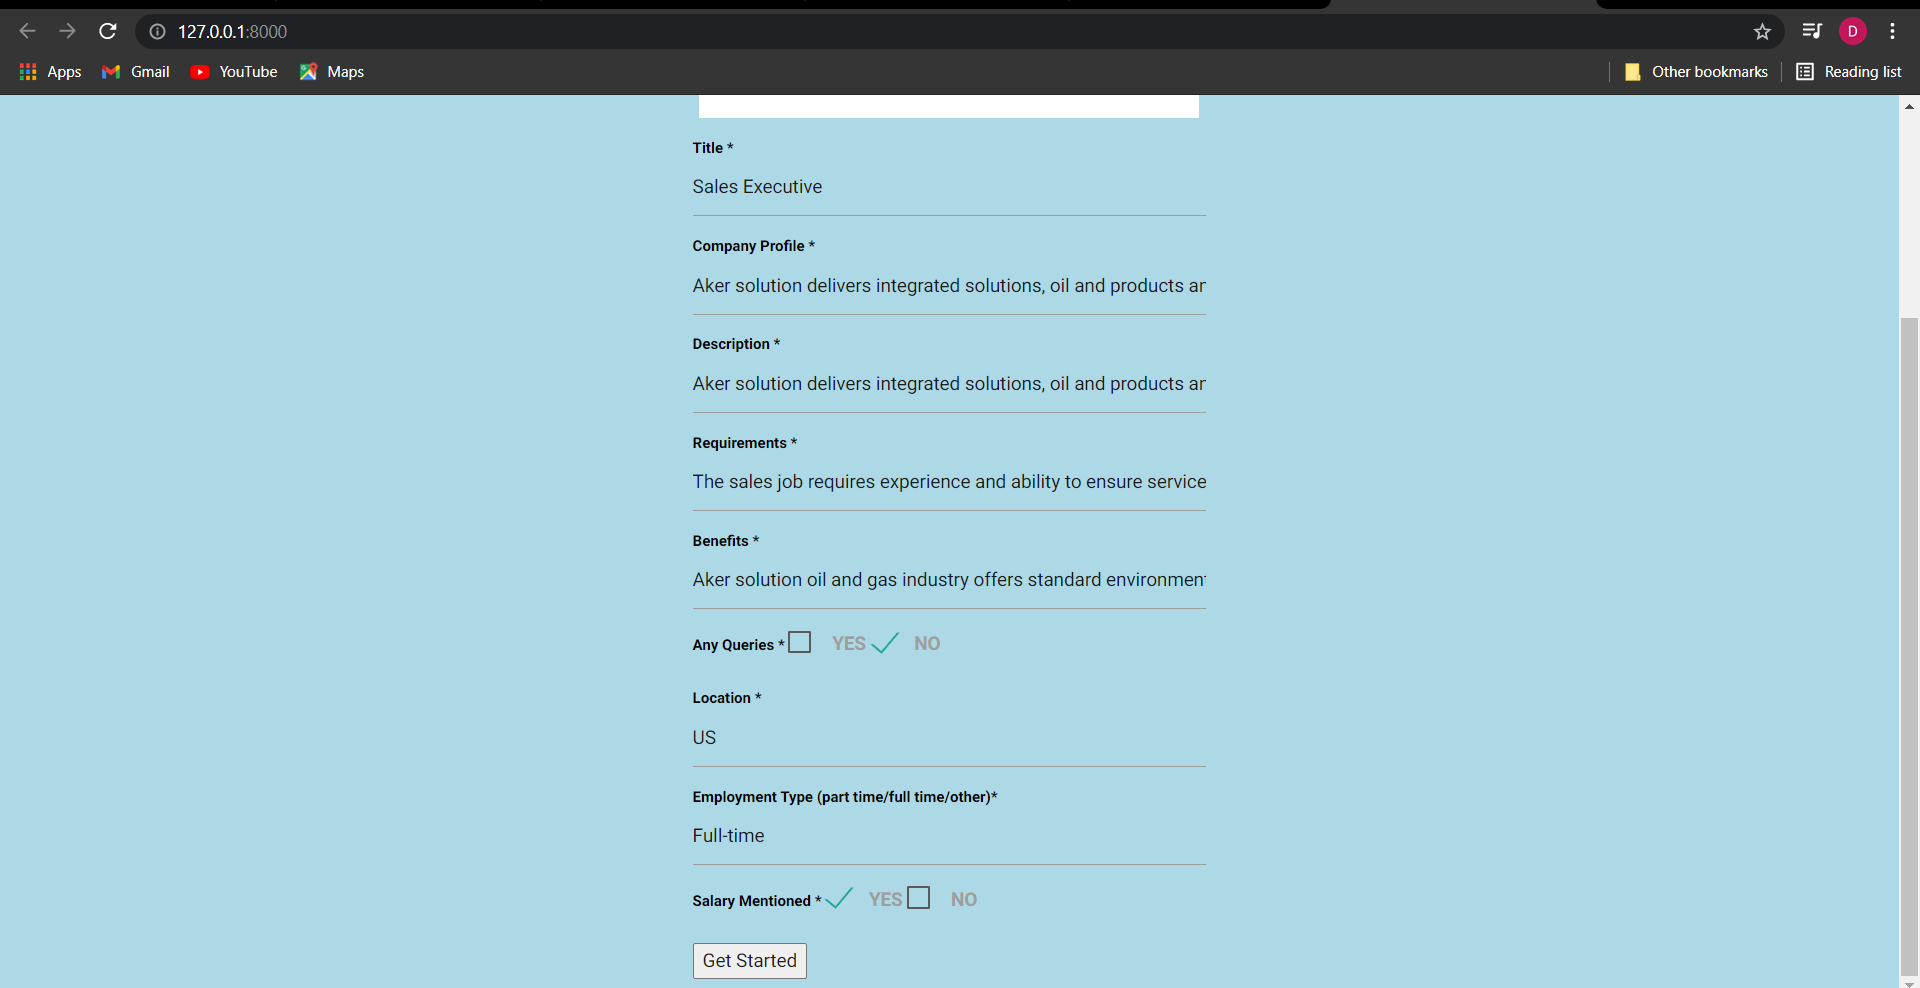 127.0.0.1:8000
D
Apps Gmail YouTube Maps Other bookmarks Reading list
Title *
Sales Executive
Company Profile *
Aker solution delivers integrated solutions, oil and products ar
Description *
Aker solution delivers integrated solutions, oil and products ar
Requirements *
The sales job requires experience and ability to ensure service
Benefits *
Aker solution oil and gas industry offers standard environment
Any Queries * YES NO
Location *
US
Employment Type (part time/full time/other)*
Full-time
Salary Mentioned * YES NO
Get Started